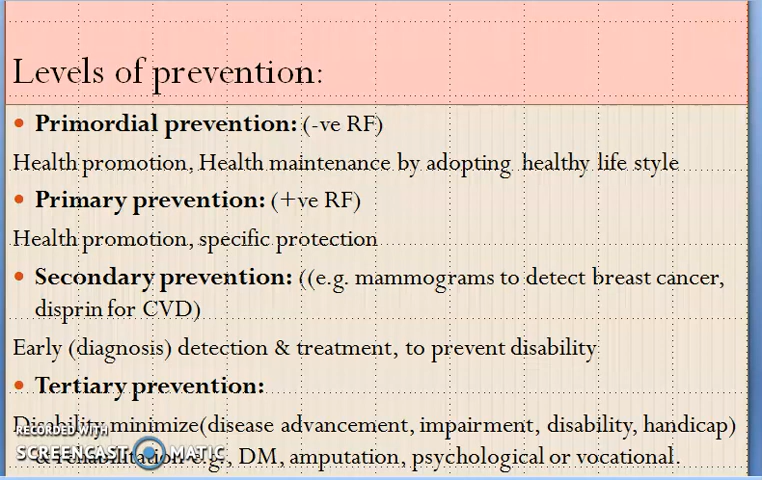 Levels of prevention:
• Primordial prevention: (-ve RF)
Health promotion, Health maintenance by adopting healthy life style
• Primary prevention: (+ve RF)
Health promotion, specific protection
• Secondary prevention: ((e.g. mammograms to detect breast cancer,
disprin for CVD)
Early (diagnosis) detection & treatment, to prevent disability
• Tertiary prevention:
Disability minimize(disease advancement, impairment, disability, handicap)
& rehabilitation e.g., DM, amputation, psychological or vocational.
RECORDED WITH
SCREENCAST MATIC